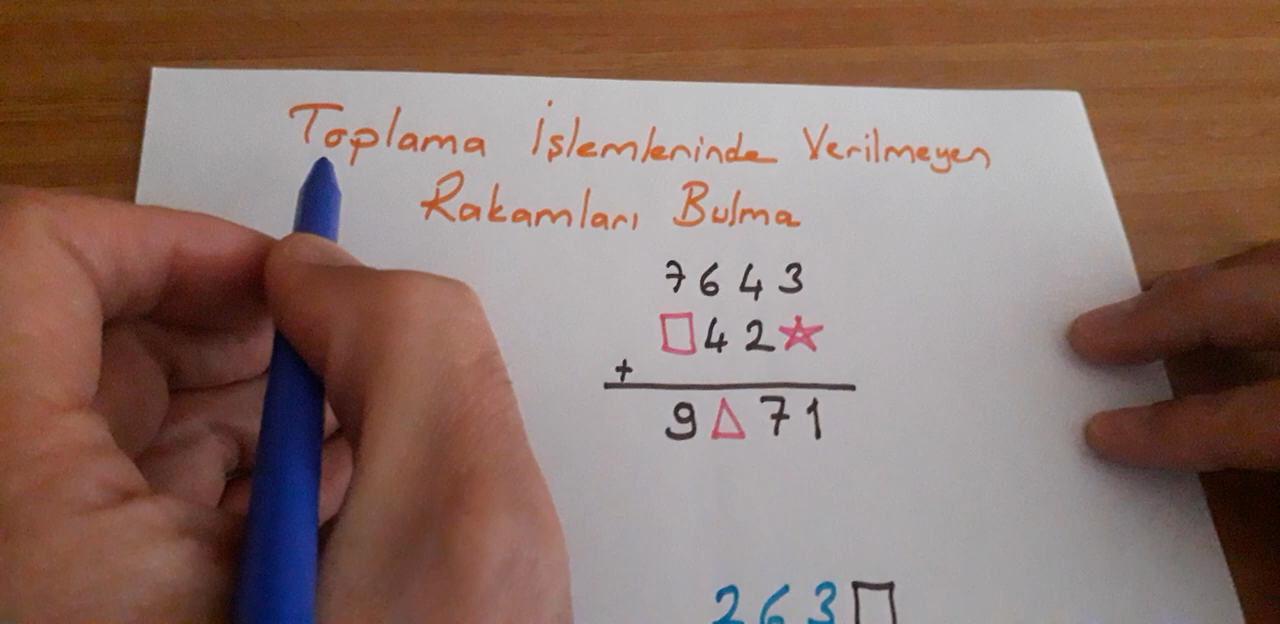 Toplama İşlemlerinde Verilmeyen
Rakamları Bulma
7643
□42☆
+
9△71
263□